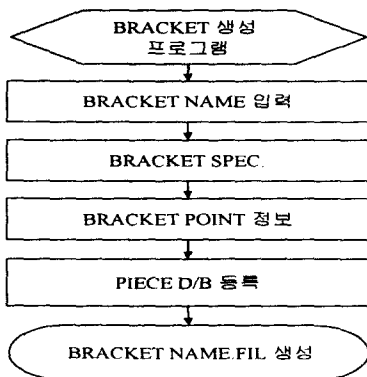 BRACKET 생성
프로그램
BRACKET NAME 입력
BRACKET SPEC.
BRACKET POINT 정보
PIECE D/B 등록
BRACKET NAME.FIL 생성